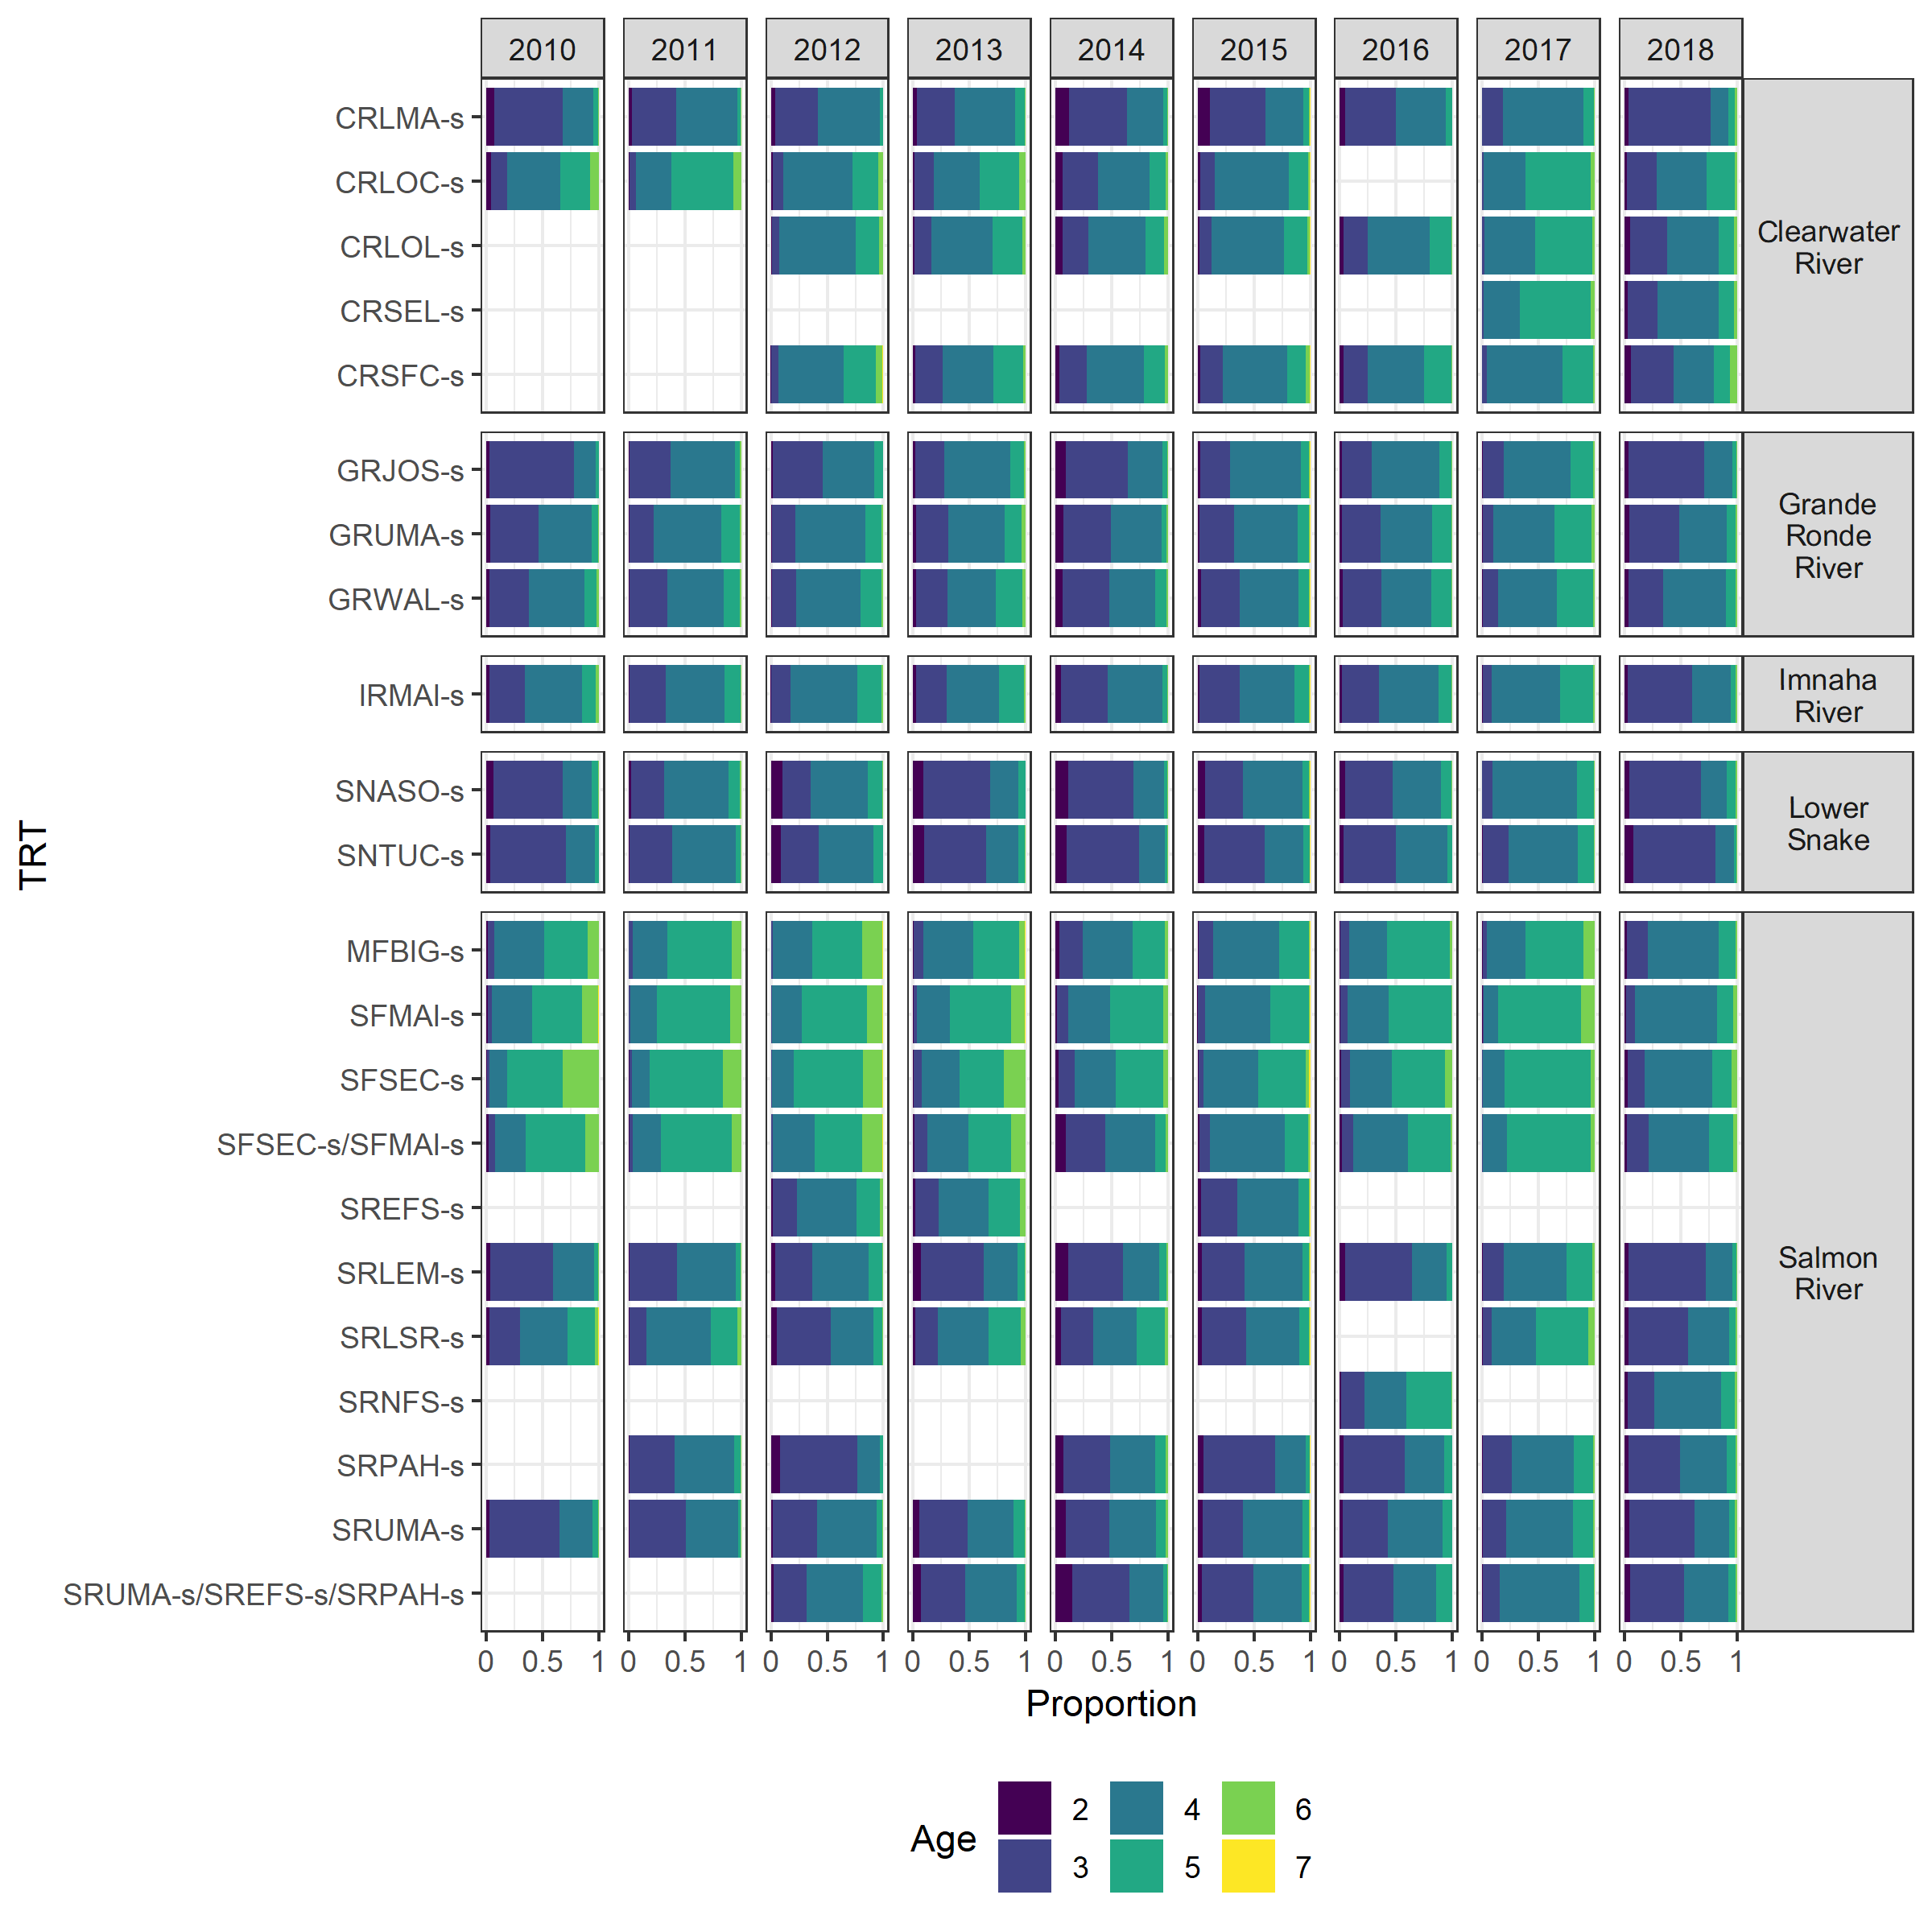 2010 2011 2012 2013 2014 2015 2016 2017 2018
CRLMA-s
CRLOC-s
CRLOL-s
CRSEL-s
CRSFC-s
Clearwater
River
GRJOS-s
GRUMA-s
GRWAL-s
Grande
Ronde
River
IRMAI-s
Imnaha
River
SNASO-s
SNTUC-s
Lower
Snake
TRT
MFBIG-s
SFMAI-s
SFSEC-s
SFSEC-s/SFMAI-s
SREFS-s
SRLEM-s
SRLSR-s
SRNFS-s
SRPAH-s
SRUMA-s
SRUMA-s/SREFS-s/SRPAH-s
Salmon
River
0 0.5 1 0 0.5 1 0 0.5 1 0 0.5 1 0 0.5 1 0 0.5 1 0 0.5 1 0 0.5 1 0 0.5 1
Proportion
Age
2 4 6
3 5 7